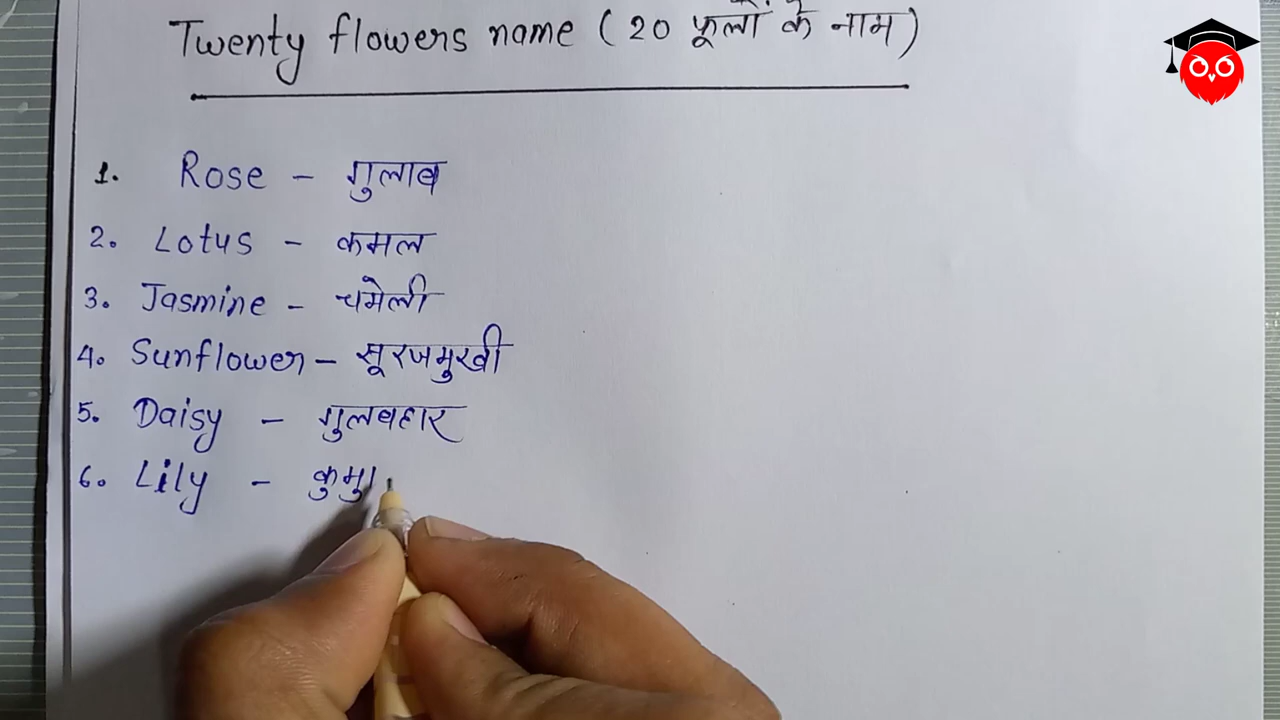 Twenty flowers name (20 फूलों के नाम)
1. Rose - गुलाब
2. Lotus - कमल
3. Jasmine - चमेली
4. Sunflower - सूरजमुखी
5. Daisy - गुलबहार
6. Lily - कुमु